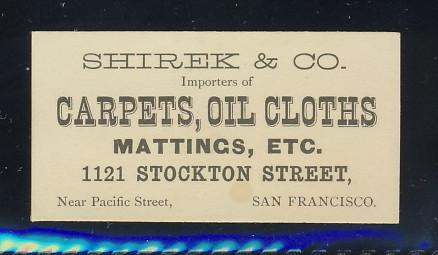 SHIREK & CO.
Importers of
CARPETS, OIL CLOTHS
MATTINGS, ETC.
1121 STOCKTON STREET,
Near Pacific Street, SAN FRANCISCO.